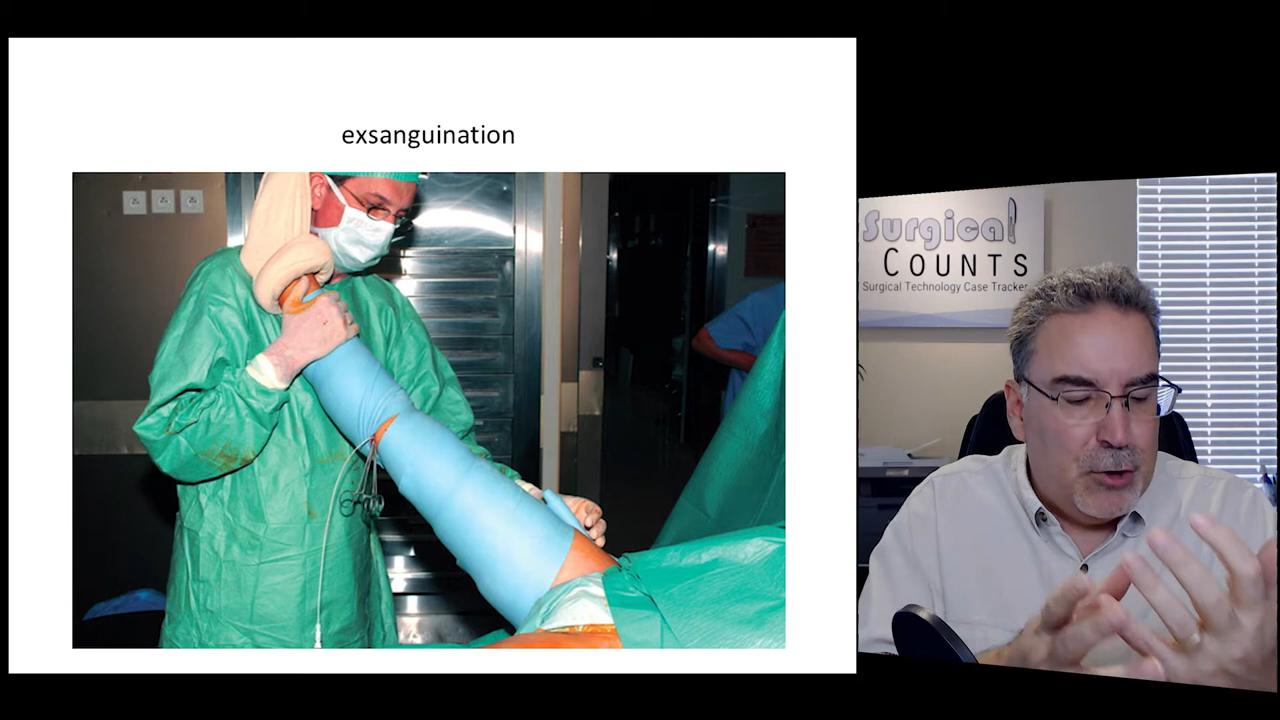 exsanguination
Surgical
COUNTS
Surgical Technology Case Tracker